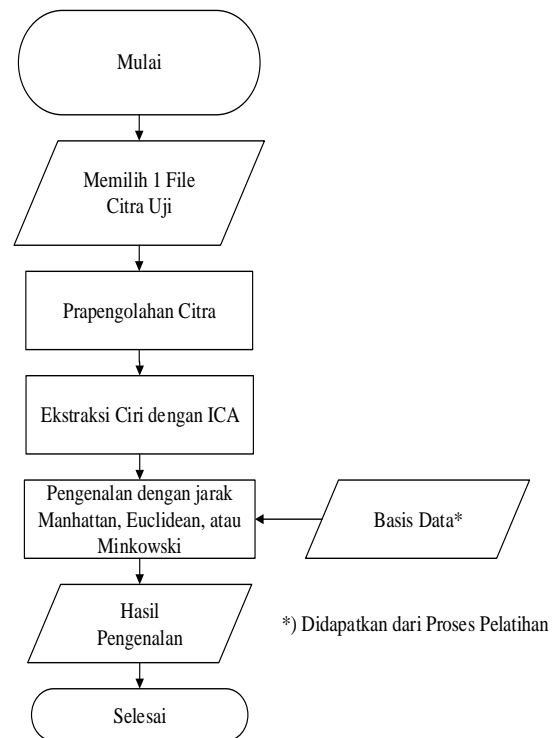 Mulai
Memilih 1 File
Citra Uji
Prapengolahan Citra
Ekstraksi Ciri dengan ICA
Pengenalan dengan jarak
Manhattan, Euclidean, atau
Minkowski
Basis Data*
Hasil
Pengenalan
*) Didapatkan dari Proses Pelatihan
Selesai